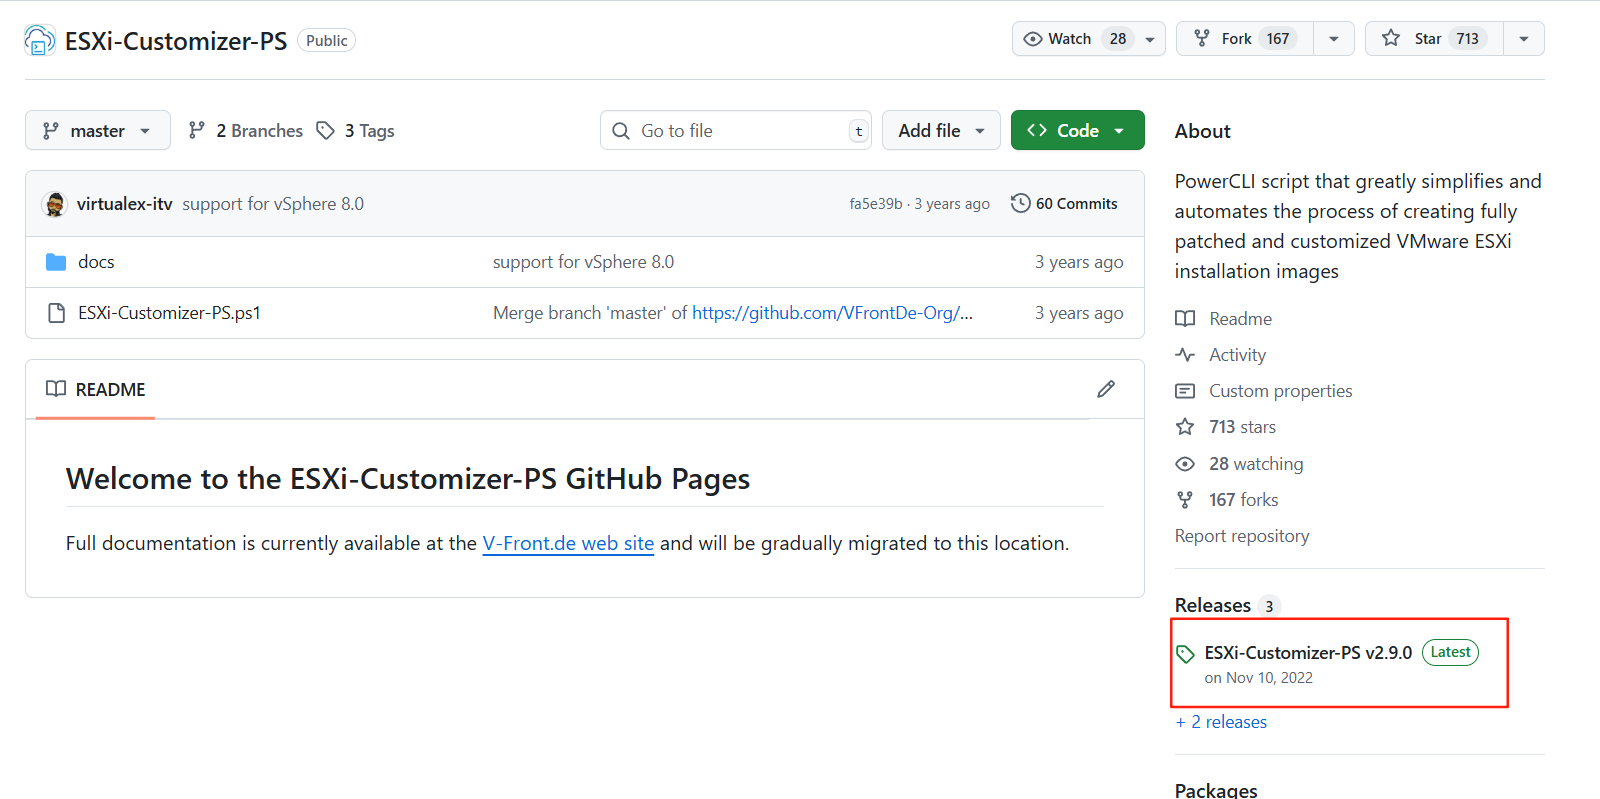 ESXi-Customizer-PS Public
Watch 28 Fork 167 Star 713
master 2 Branches 3 Tags Go to file t Add file Code
virtualex-itv support for vSphere 8.0 fa5e39b · 3 years ago 60 Commits
docs support for vSphere 8.0 3 years ago
ESXi-Customizer-PS.ps1 Merge branch 'master' of https://github.com/VFrontDe-Org/... 3 years ago
README
Welcome to the ESXi-Customizer-PS GitHub Pages
Full documentation is currently available at the V-Front.de web site and will be gradually migrated to this location.
About
PowerCLI script that greatly simplifies and
automates the process of creating fully
patched and customized VMware ESXi
installation images
Readme
Activity
Custom properties
713 stars
28 watching
167 forks
Report repository
Releases 3
ESXi-Customizer-PS v2.9.0 Latest
on Nov 10, 2022
+ 2 releases
Packages